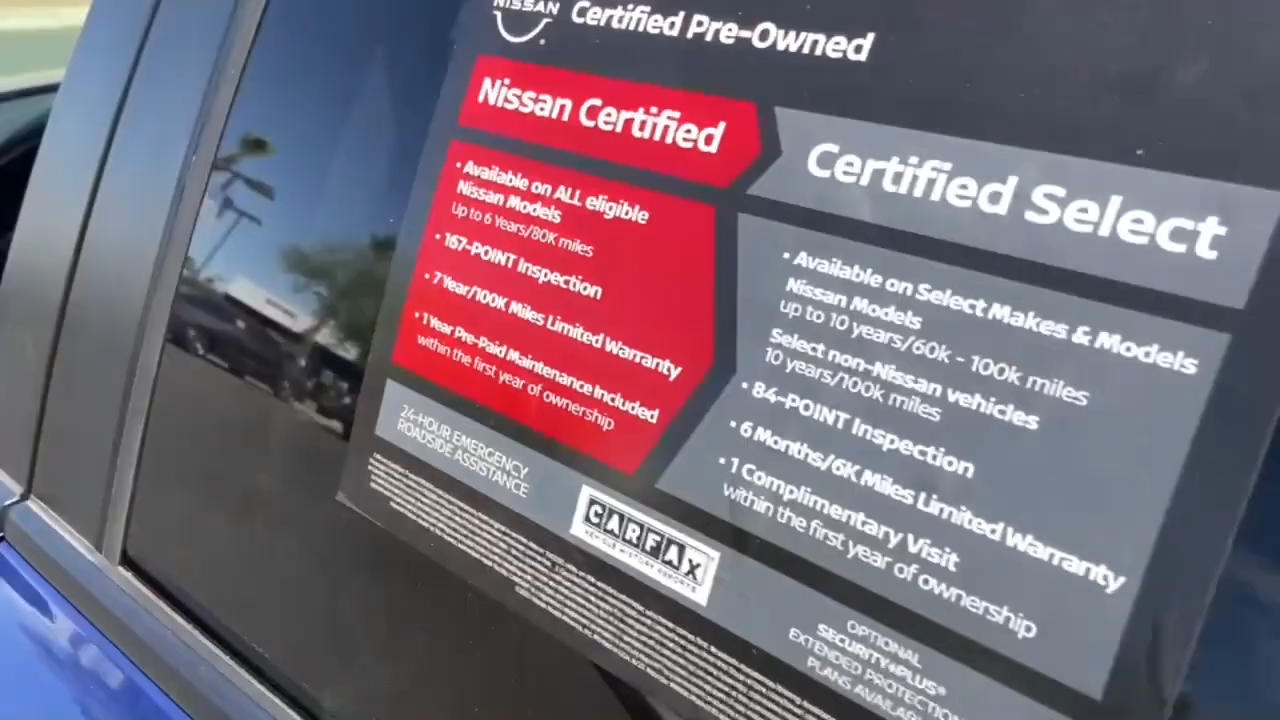 NISSAN
Certified Pre-Owned
Nissan Certified
• Available on ALL eligible
Nissan Models
Up to 6 Years/80K miles
• 167-POINT Inspection
• 7 Year/100K Miles Limited Warranty
• 1 Year Pre-Paid Maintenance Included
within the first year of ownership
Certified Select
• Available on Select Makes & Models
Nissan Models
up to 10 years/60k - 100k miles
Select non-Nissan vehicles
10 years/100k miles
• 84-POINT Inspection
• 6 Months/6K Miles Limited Warranty
• 1 Complimentary Visit
within the first year of ownership
24-HOUR EMERGENCY
ROADSIDE ASSISTANCE
CARFAX
VEHICLE HISTORY REPORTS
OPTIONAL
SECURITY+PLUS®
EXTENDED PROTECTION
PLANS AVAILABLE